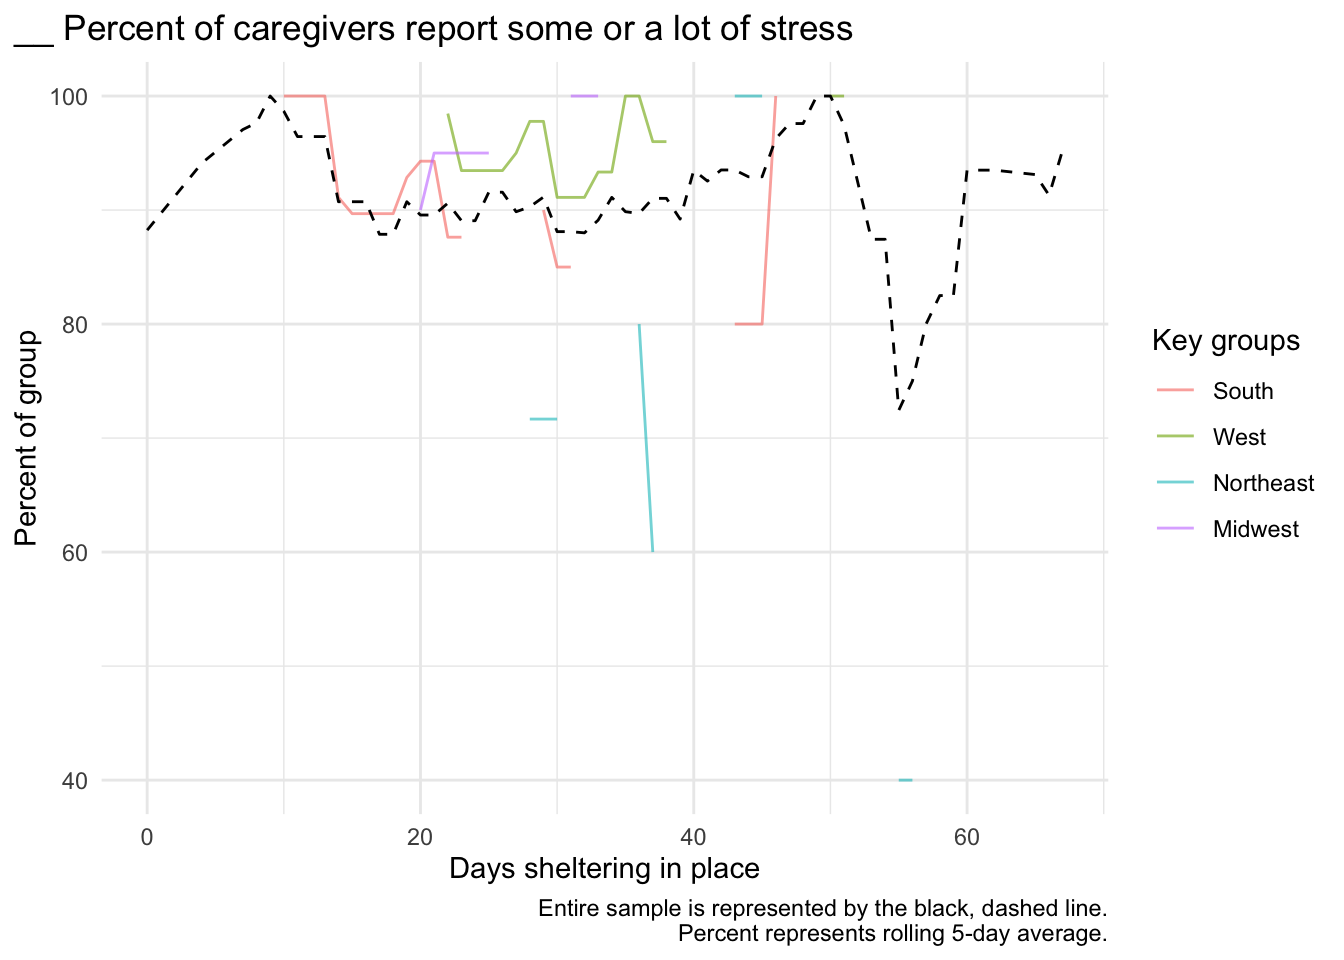 __ Percent of caregivers report some or a lot of stress
Percent of group
100
80
60
40
0 20 40 60
Days sheltering in place
Key groups
South
West
Northeast
Midwest
Entire sample is represented by the black, dashed line.
Percent represents rolling 5-day average.